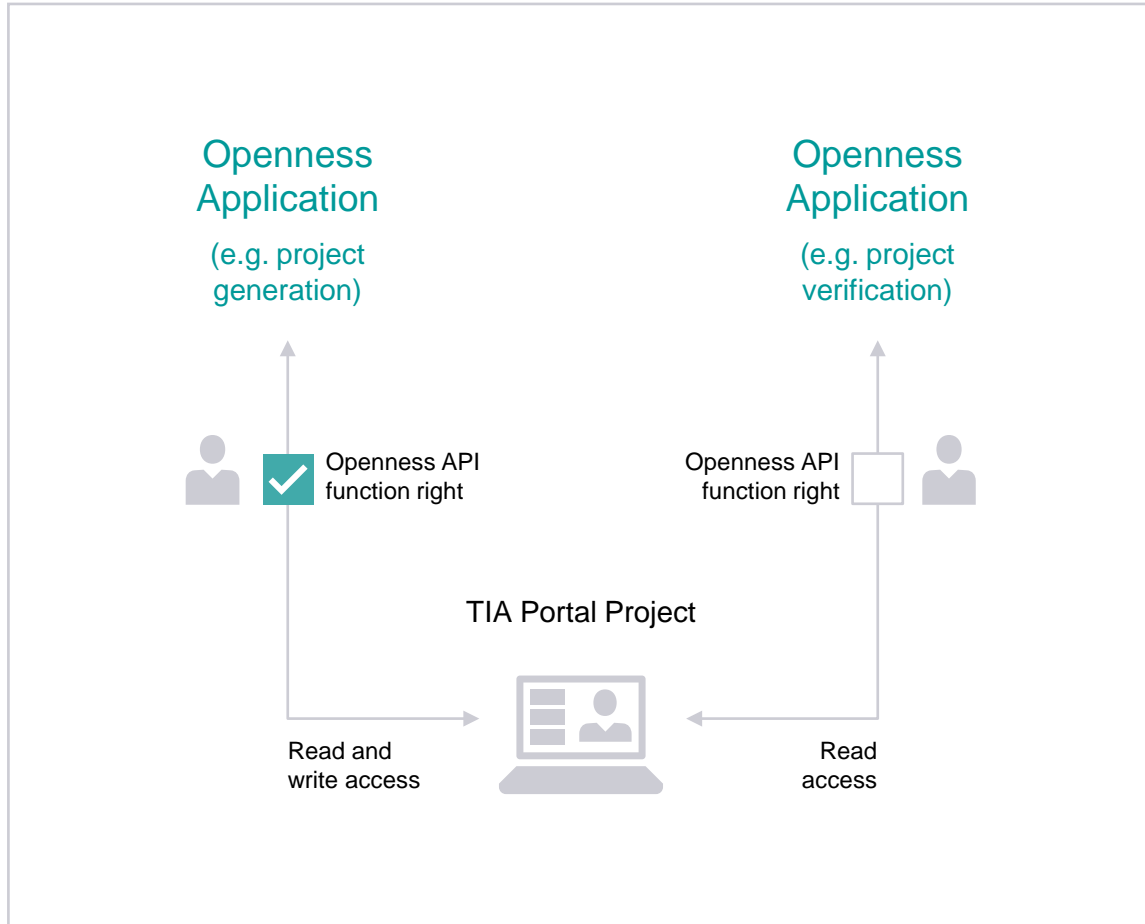 Openness
Application
(e.g. project
generation)
Openness
Application
(e.g. project
verification)
Openness API
function right
Openness API
function right
TIA Portal Project
Read and
write access
Read
access